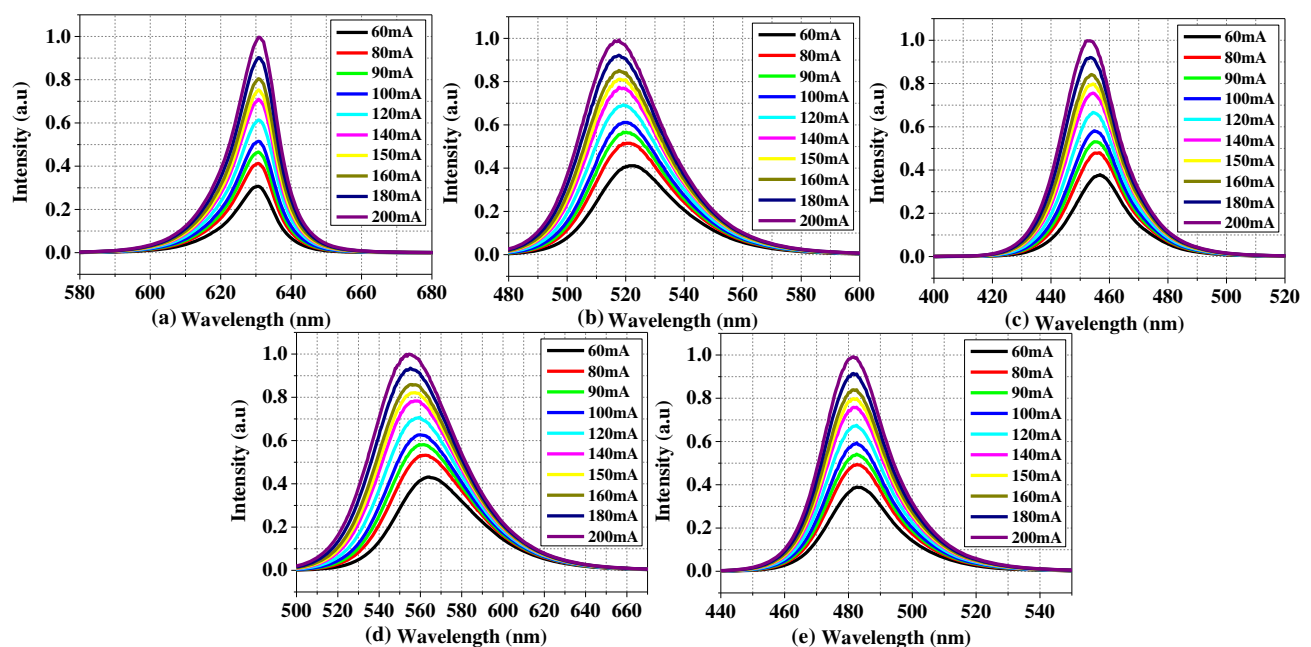 Intensity (a.u)
1.0
0.8
0.6
0.4
0.2
0.0
580 600 620 640 660 680
(a) Wavelength (nm)
60mA
80mA
90mA
100mA
120mA
140mA
150mA
160mA
180mA
200mA
Intensity (a.u)
1.0
0.8
0.6
0.4
0.2
0.0
480 500 520 540 560 580 600
(b) Wavelength (nm)
60mA
80mA
90mA
100mA
120mA
140mA
150mA
160mA
180mA
200mA
Intensity (a.u)
1.0
0.8
0.6
0.4
0.2
0.0
400 420 440 460 480 500 520
(c) Wavelength (nm)
60mA
80mA
90mA
100mA
120mA
140mA
150mA
160mA
180mA
200mA
Intensity (a.u)
1.0
0.8
0.6
0.4
0.2
0.0
500 520 540 560 580 600 620 640 660
(d) Wavelength (nm)
60mA
80mA
90mA
100mA
120mA
140mA
150mA
160mA
180mA
200mA
Intensity (a.u)
1.0
0.8
0.6
0.4
0.2
0.0
440 460 480 500 520 540
(e) Wavelength (nm)
60mA
80mA
90mA
100mA
120mA
140mA
150mA
160mA
180mA
200mA